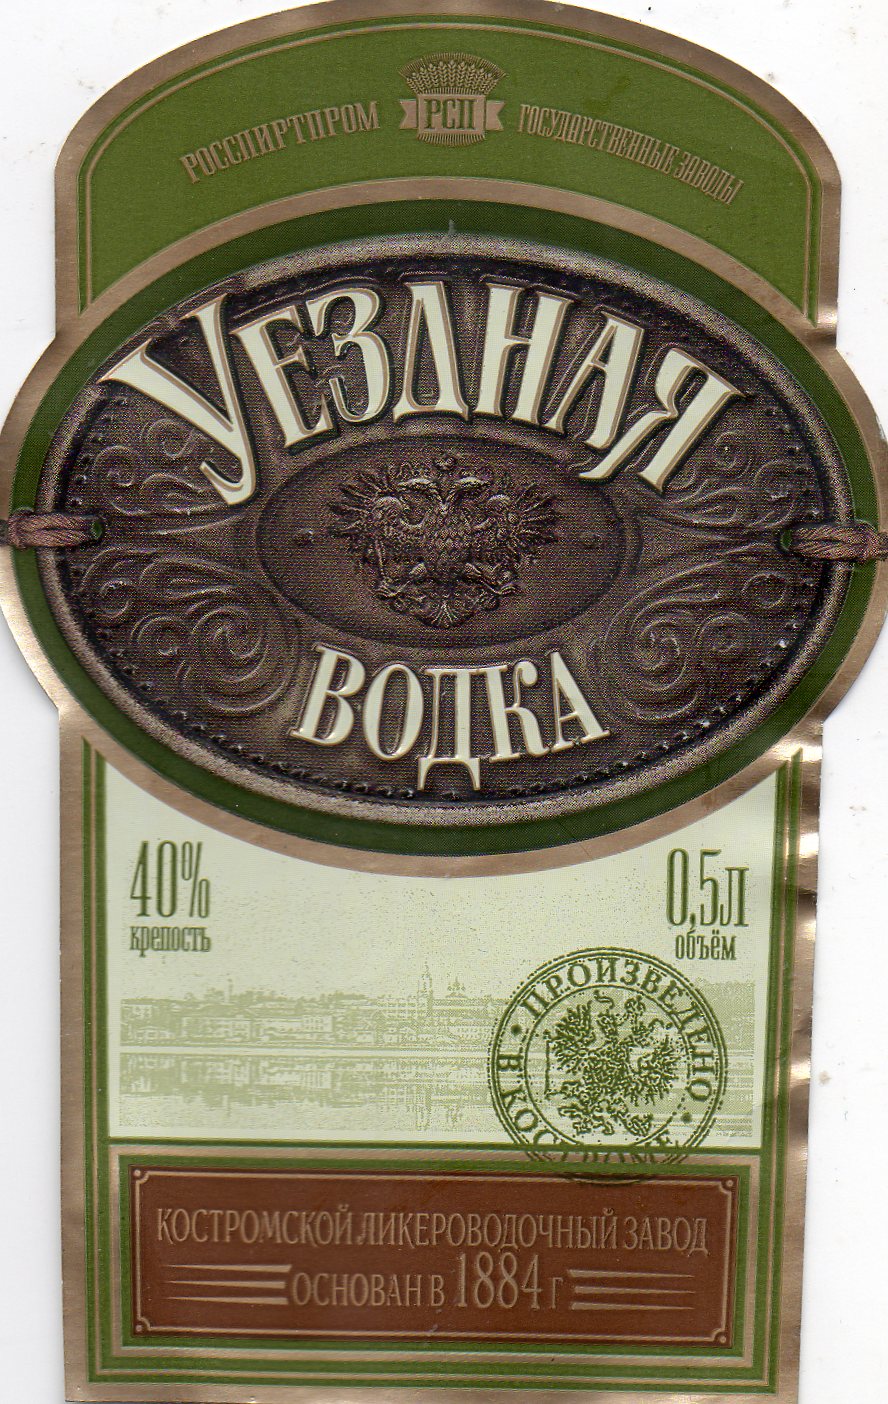 РОССПИРТПРОМ РСП ГОСУДАРСТВЕННЫЕ ЗАВОДЫ
УЕЗДНАЯ
ВОДКА
40% 0,5Л
крепость объём
ПРОИЗВЕДЕНО • В КОСТРОМЕ •
КОСТРОМСКОЙ ЛИКЕРОВОДОЧНЫЙ ЗАВОД
ОСНОВАН В 1884 Г